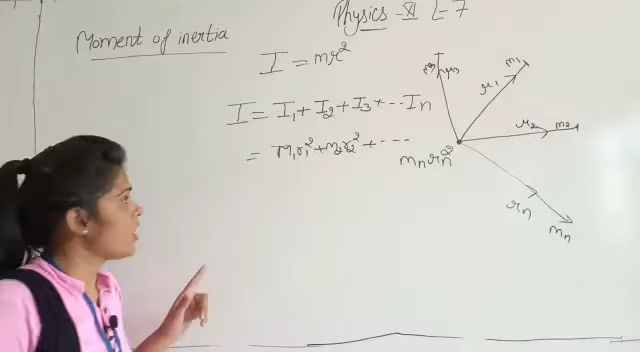 Physics - XI L-7
Moment of inertia
I = mr²
I = I₁ + I₂ + I₃ + --- Iₙ
= m₁r₁² + m₂r₂² + ----
mₙrₙ²
m₃ r₃
r₁ m₁
r₂ m₂
rₙ mₙ